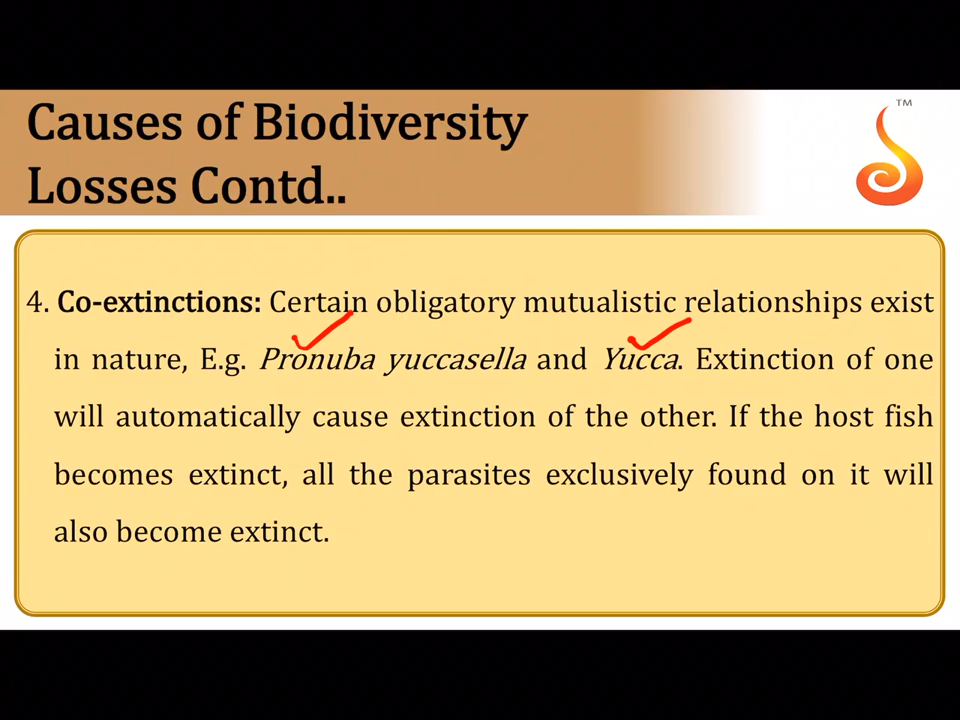 Causes of Biodiversity
Losses Contd..
TM
4. Co-extinctions: Certain obligatory mutualistic relationships exist
in nature, E.g. Pronuba yuccasella and Yucca. Extinction of one
will automatically cause extinction of the other. If the host fish
becomes extinct, all the parasites exclusively found on it will
also become extinct.